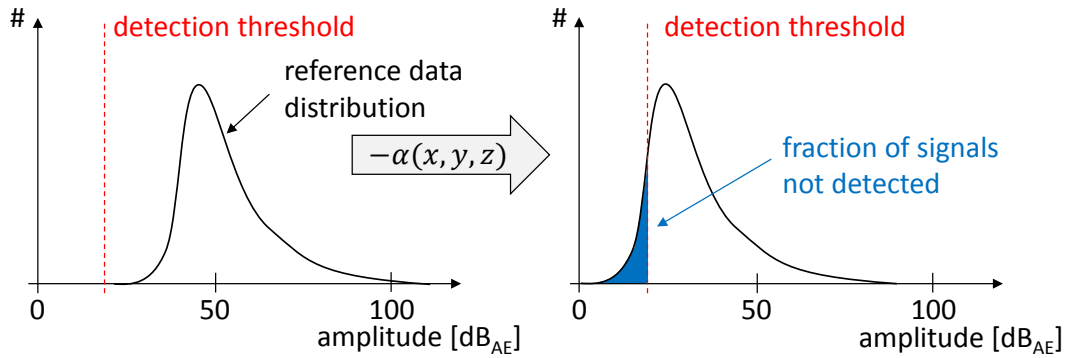 #
detection threshold
reference data
distribution
0
50
100
amplitude [dB_AE]
−α(x, y, z)
#
detection threshold
fraction of signals
not detected
0
50
100
amplitude [dB_AE]